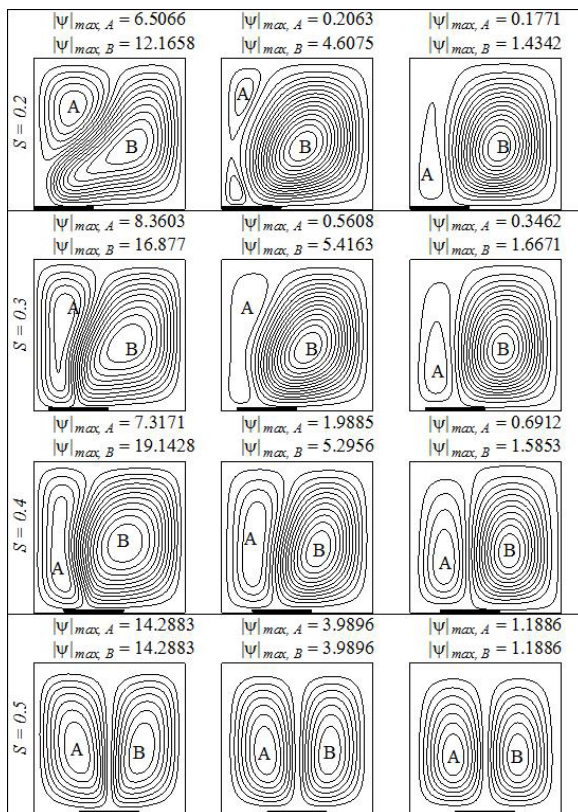 |Ψ|max, A = 6.5066 |Ψ|max, A = 0.2063 |Ψ|max, A = 0.1771
|Ψ|max, B = 12.1658 |Ψ|max, B = 4.6075 |Ψ|max, B = 1.4342
S = 0.2
A B A B A B
|Ψ|max, A = 8.3603 |Ψ|max, A = 0.5608 |Ψ|max, A = 0.3462
|Ψ|max, B = 16.877 |Ψ|max, B = 5.4163 |Ψ|max, B = 1.6671
S = 0.3
A B A B A B
|Ψ|max, A = 7.3171 |Ψ|max, A = 1.9885 |Ψ|max, A = 0.6912
|Ψ|max, B = 19.1428 |Ψ|max, B = 5.2956 |Ψ|max, B = 1.5853
S = 0.4
A B A B A B
|Ψ|max, A = 14.2883 |Ψ|max, A = 3.9896 |Ψ|max, A = 1.1886
|Ψ|max, B = 14.2883 |Ψ|max, B = 3.9896 |Ψ|max, B = 1.1886
S = 0.5
A B A B A B